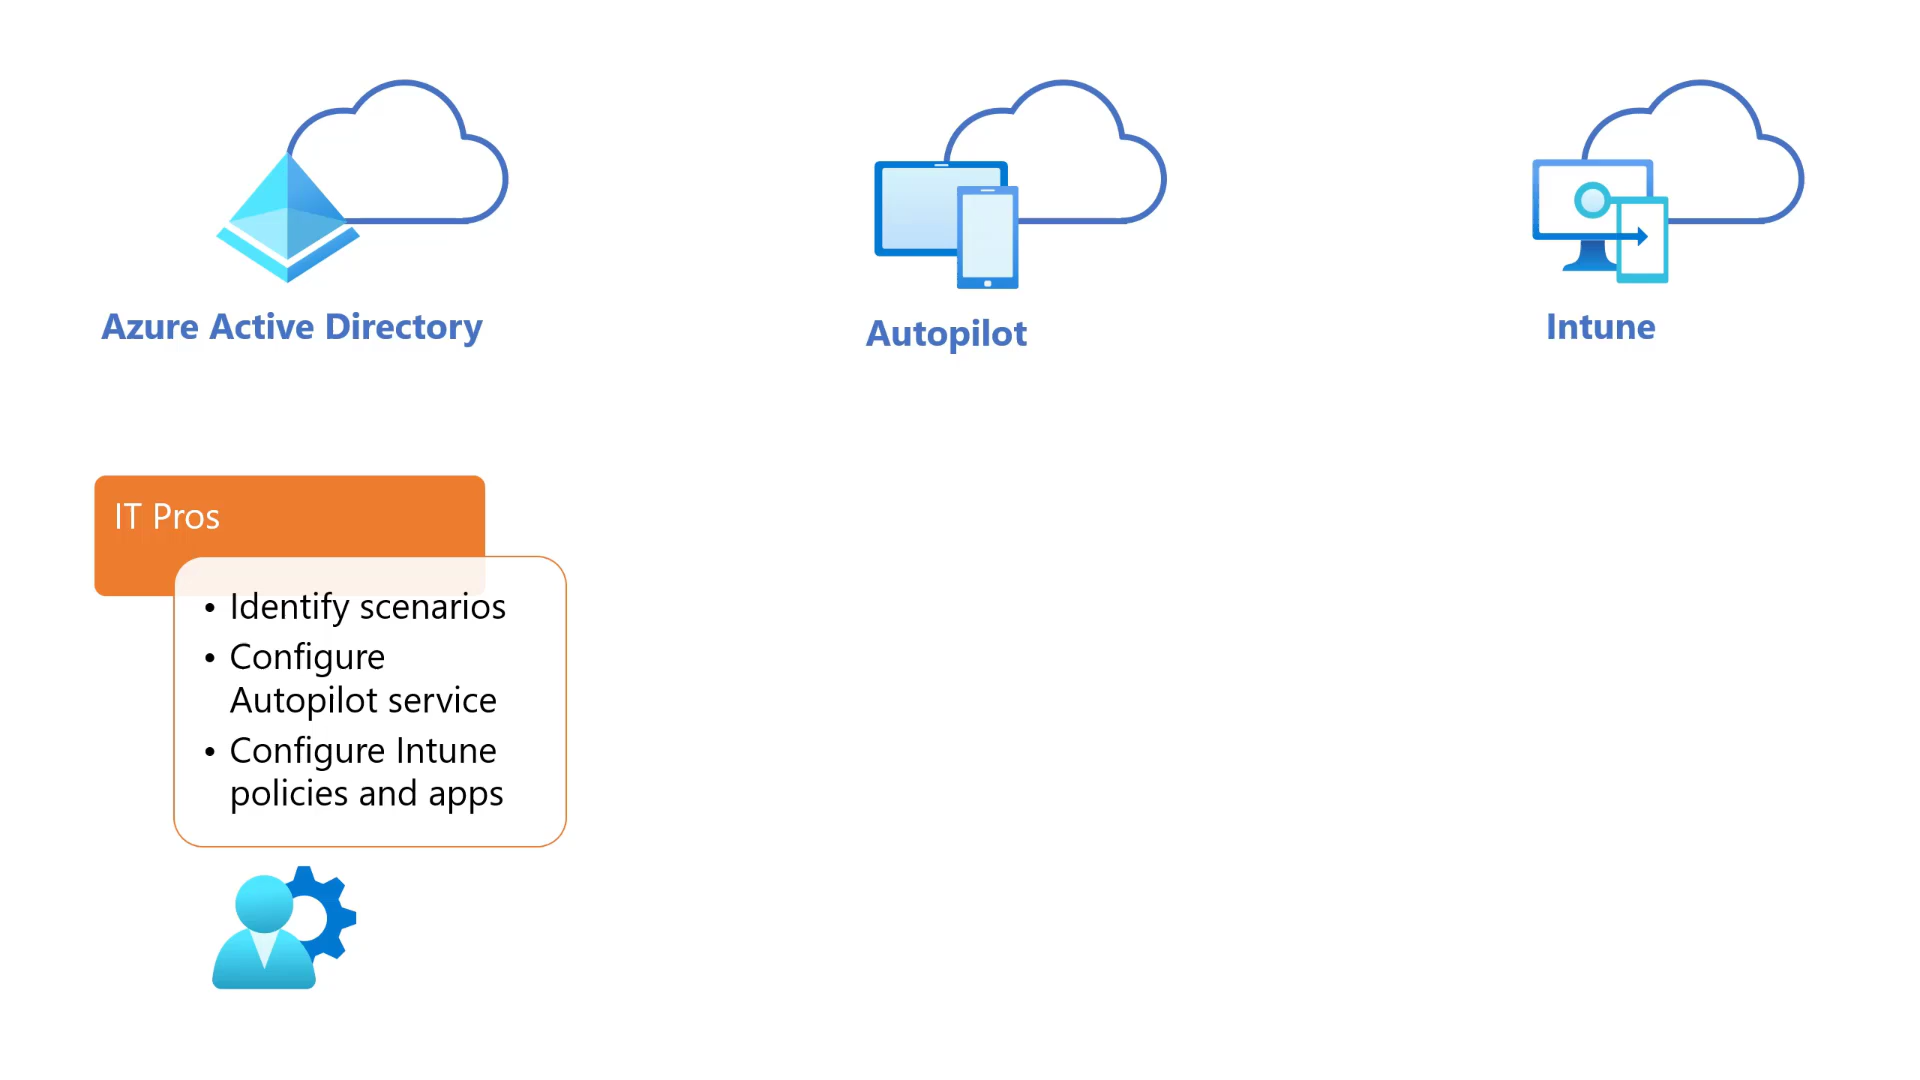 Azure Active Directory
Autopilot
Intune
IT Pros
• Identify scenarios
• Configure
Autopilot service
• Configure Intune
policies and apps